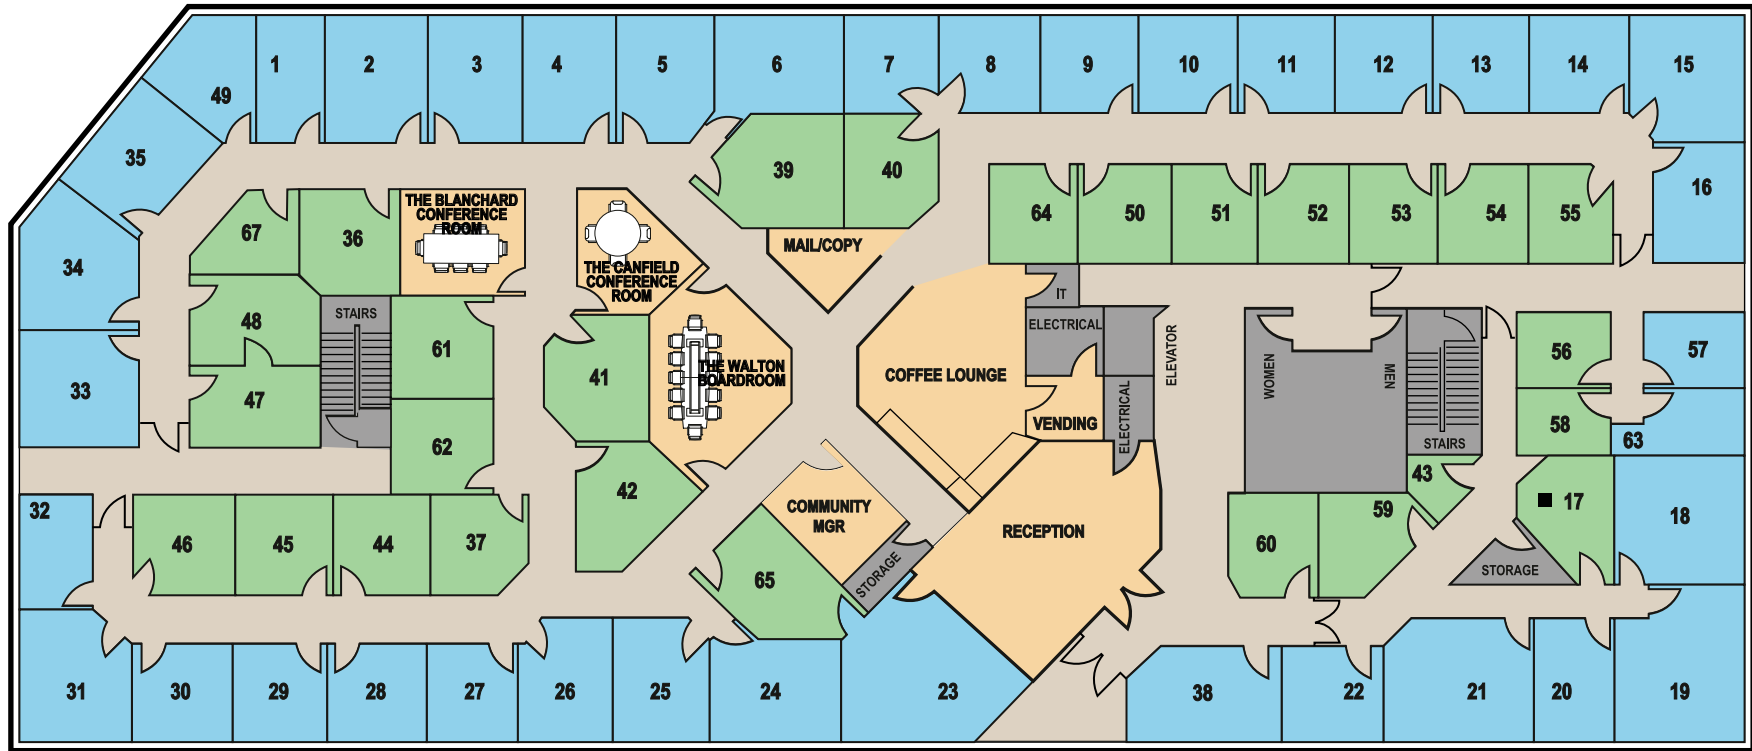 1
2
3
4
5
6
7
8
9
10
11
12
13
14
15
49
35
34
33
32
16
39
40
64
50
51
52
53
54
55
67
36
THE BLANCHARD
CONFERENCE
ROOM
THE CANFIELD
CONFERENCE
ROOM
MAIL/COPY
48
STAIRS
61
47
62
41
THE WALTON
BOARDROOM
COFFEE LOUNGE
IT
ELECTRICAL
VENDING
ELECTRICAL
ELEVATOR
WOMEN
MEN
STAIRS
56
57
58
63
43
42
COMMUNITY
MGR
STORAGE
RECEPTION
65
46
45
44
37
60
59
17
STORAGE
18
31
30
29
28
27
26
25
24
23
38
22
21
20
19